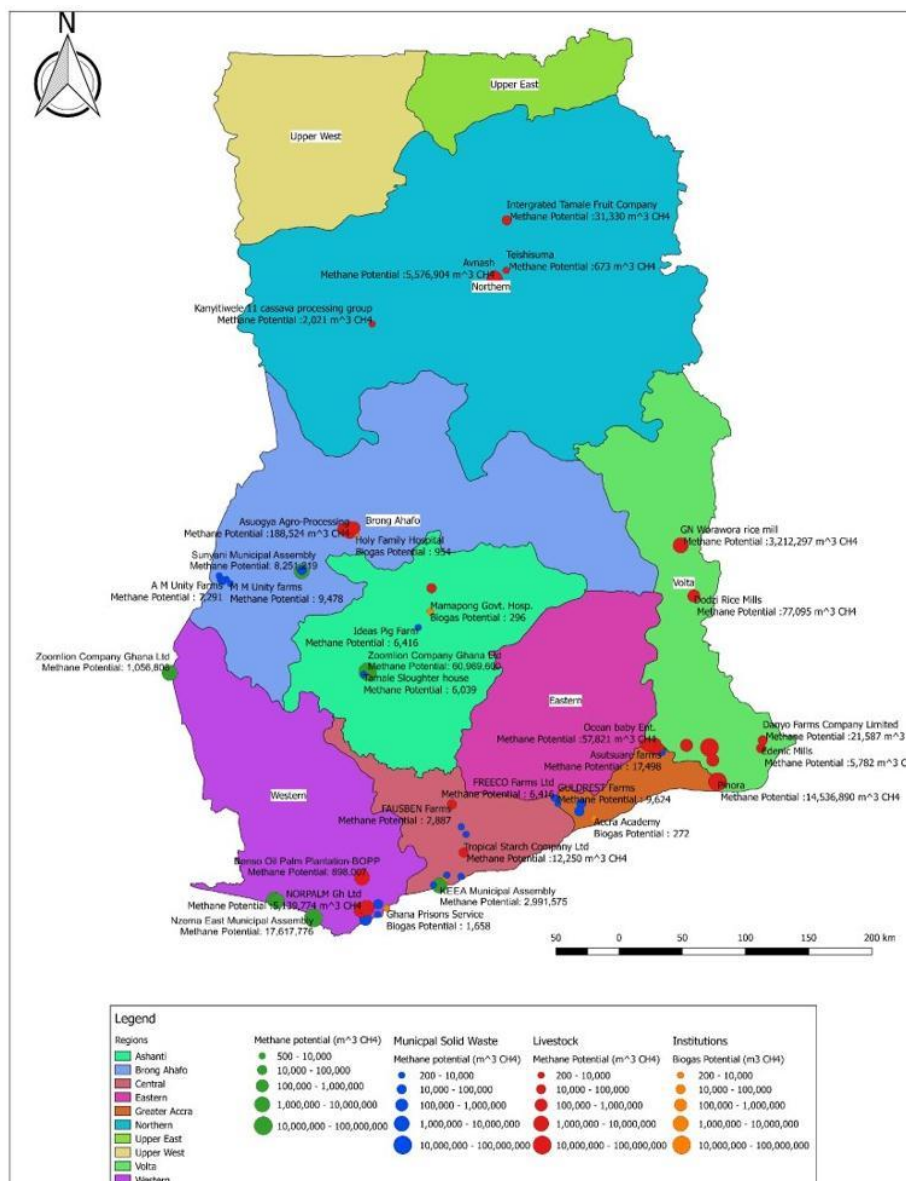 N
Upper East
Upper West
Intergrated Tamale Fruit Company
Methane Potential :31,330 m^3 CH4
Teishisuma
Methane Potential :673 m^3 CH4
Avnash
Methane Potential :5,576,904 m^3 CH4
Northern
Kanyitiwele 11 cassava processing group
Methane Potential :2,021 m^3 CH4
Asuogya Agro-Processing
Methane Potential :188,524 m^3 CH4
Brong Ahafo
Holy Family Hospital
Biogas Potential : 954
GN Worawora rice mill
Methane Potential :3,212,297 m^3 CH4
Sunyani Municipal Assembly
Methane Potential: 8,251,219
A M Unity Farms
Methane Potential : 7,291
M M Unity farms
Methane Potential : 9,478
Volta
Dodzi Rice Mills
Methane Potential :77,095 m^3 CH4
Mamapong Govt. Hosp.
Biogas Potential : 296
Ideas Pig Farm
Methane Potential : 6,416
Zoomlion Company Ghana Ltd
Methane Potential: 1,056,808
Zoomlion Company Ghana Ltd
Methane Potential: 60,969,600
Tamale Sloughter house
Methane Potential : 6,039
Eastern
Ocean baby Ent.
Methane Potential :57,821 m^3 CH4
Danyo Farms Company Limited
Methane Potential :21,587 m^3
Edenic Mills
Methane Potential :5,782 m^3 C
Asutsuare farms
Methane Potential : 17,498
Western
FREECO Farms Ltd
Methane Potential : 6,416
GULDREST Farms
Methane Potential : 9,624
Pinora
Methane Potential :14,536,890 m^3 CH4
FAUSBEN Farms
Methane Potential : 2,887
Accra Academy
Biogas Potential : 272
Tropical Starch Company Ltd
Methane Potential :12,250 m^3 CH4
Oil Palm Plantation-BOPP
Methane Potential: 898,007
KEEA Municipal Assembly
Methane Potential : 2,991,575
NORPALM Gh Ltd
Methane Potential :5,139,774 m^3 CH4
Nzema East Municipal Assembly
Methane Potential: 17,617,776
Ghana Prisons Service
Biogas Potential : 1,658
50 0 50 100 150 200 km
Legend
Regions
Ashanti
Brong Ahafo
Central
Eastern
Greater Accra
Northern
Upper East
Upper West
Volta
Western
Methane potential (m^3 CH4)
500 - 10,000
10,000 - 100,000
100,000 - 1,000,000
1,000,000 - 10,000,000
10,000,000 - 100,000,000
Municpal Solid Waste
Methane potential (m^3 CH4)
200 - 10,000
10,000 - 100,000
100,000 - 1,000,000
1,000,000 - 10,000,000
10,000,000 - 100,000,000
Livestock
Methane Potential (m^3 CH4)
200 - 10,000
10,000 - 100,000
100,000 - 1,000,000
1,000,000 - 10,000,000
10,000,000 - 100,000,000
Institutions
Biogas Potential (m3 CH4)
200 - 10,000
10,000 - 100,000
100,000 - 1,000,000
1,000,000 - 10,000,000
10,000,000 - 100,000,000